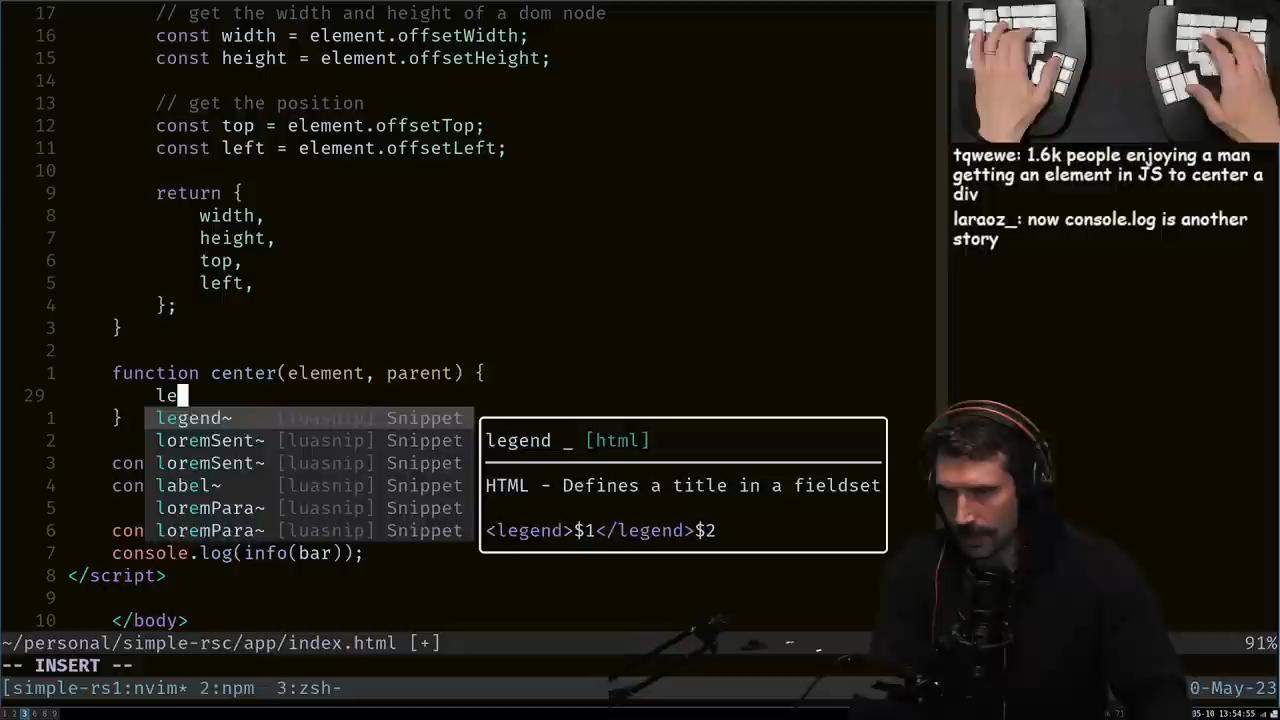 17 // get the width and height of a dom node
16 const width = element.offsetWidth;
15 const height = element.offsetHeight;
14
13 // get the position
12 const top = element.offsetTop;
11 const left = element.offsetLeft;
10
9 return {
8 width,
7 height,
6 top,
5 left,
4 };
3 }
2
1 function center(element, parent) {
29 le
1 }
legend~ [luasnip] Snippet
2 loremSent~ [luasnip] Snippet
3 con loremSent~ [luasnip] Snippet
4 con label~ [luasnip] Snippet
5 loremPara~ [luasnip] Snippet
6 con loremPara~ [luasnip] Snippet
7 console.log(info(bar));
8 </script>
9
10 </body>
legend _ [html]
HTML - Defines a title in a fieldset
<legend>$1</legend>$2
~/personal/simple-rsc/app/index.html [+] 91%
-- INSERT --
[simple-rs1:nvim* 2:npm 3:zsh- 0-May-23
05-10 13:54:55
tqwewe: 1.6k people enjoying a man
getting an element in JS to center a
div
laraoz_: now console.log is another
story